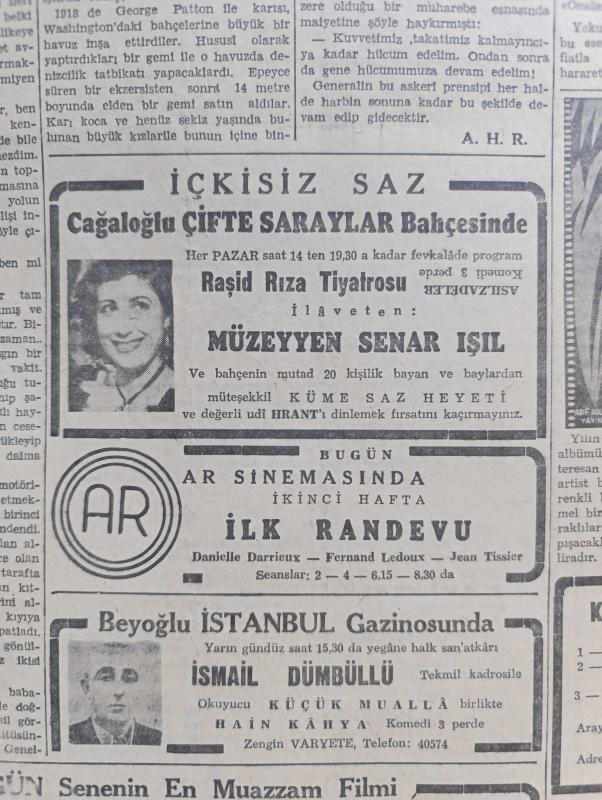 1918 de George Patton ile karısı,
Washington'daki bahçelerine büyük bir
havuz inşa ettirdiler. Hususî olarak
yaptırdıkları bir gemi ile o havuzda de-
nizcilik tatbikatı yapacaklardı. Epeyce
süren bir ekzersisten sonra 14 metre
boyunda elden bir gemi satın aldılar.
Karı koca ve henüz sekiz yaşında bu-
lunan büyük kızlarile bunun içine bin-
zere olduğu bir muharebe esnasında
maiyetine şöyle haykırmıştı:
— Kuvvetimiz ,takatimiz kalmayıncı-
ya kadar hücum edelim. Ondan sonra
da gene hücumumuza devam edelim!
Generalin bu askerî prensipi her hal-
de harbin sonuna kadar bu şekilde de-
vam edip gidecektir.
A. H. R.
İÇKİSİZ SAZ
Cağaloğlu ÇİFTE SARAYLAR Bahçesinde
Her PAZAR saat 14 ten 19,30 a kadar fevkalâde program
Raşid Rıza Tiyatrosu
ASİLZADELER
Komedi 3 perde
İlâveten:
MÜZEYYEN SENAR IŞIL
Ve bahçenin mutad 20 kişilik bayan ve baylardan
müteşekkil KÜME SAZ HEYETİ
ve değerli udî HRANT'ı dinlemek fırsatını kaçırmayınız.
AR
BUGÜN
AR SİNEMASINDA
İKİNCİ HAFTA
İLK RANDEVU
Danielle Darrieux — Fernand Ledoux — Jean Tissier
Seanslar: 2 — 4 — 6,15 — 8,30 da
Beyoğlu İSTANBUL Gazinosunda
Yarın gündüz saat 15,30 da yegâne halk san'atkârı
İSMAİL DÜMBÜLLÜ Tekmil kadrosile
Okuyucu KÜÇÜK MUALLÂ birlikte
HAİN KÂHYA Komedi 3 perde
Zengin VARYETE, Telefon: 40574
GÜN Senenin En Muazzam Filmi